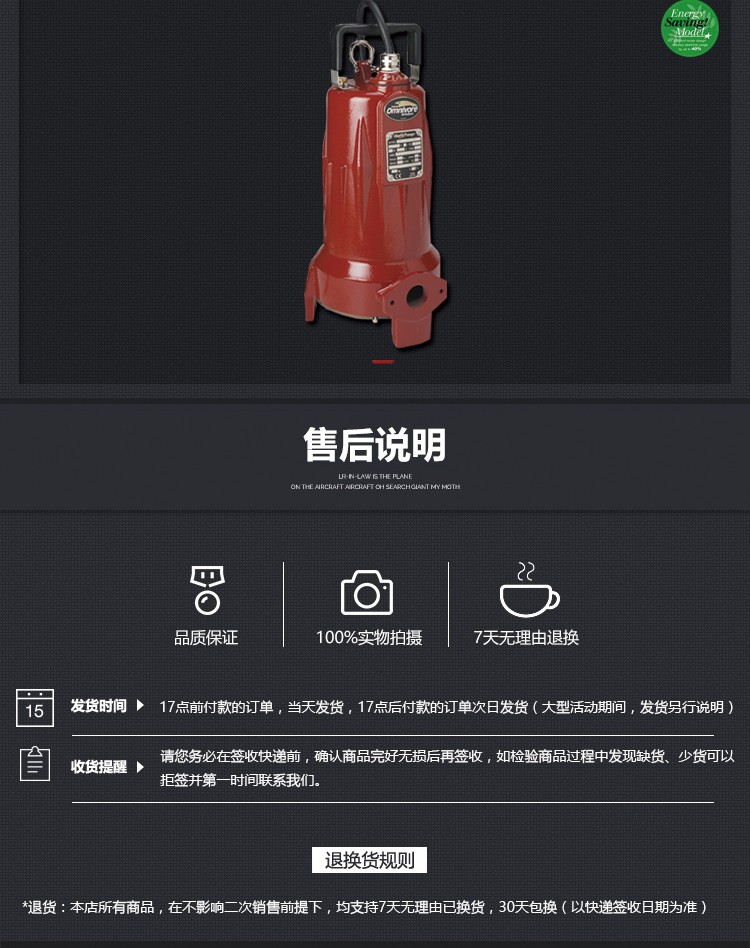 Energy
Saving!
Model
Omnivore
售后说明
LR-IN-LAW IS THE PLANE
ON THE AIRCRAFT AIRCRAFT OH SEARCH GIANT MY MOTH
品质保证
100%实物拍摄
7天无理由退换
15
发货时间
17点前付款的订单，当天发货，17点后付款的订单次日发货（大型活动期间，发货另行说明）
收货提醒
请您务必在签收快递前，确认商品完好无损后再签收，如检验商品过程中发现缺货、少货可以
拒签并第一时间联系我们。
退换货规则
*退货：本店所有商品，在不影响二次销售前提下，均支持7天无理由已换货，30天包换（以快递签收日期为准）